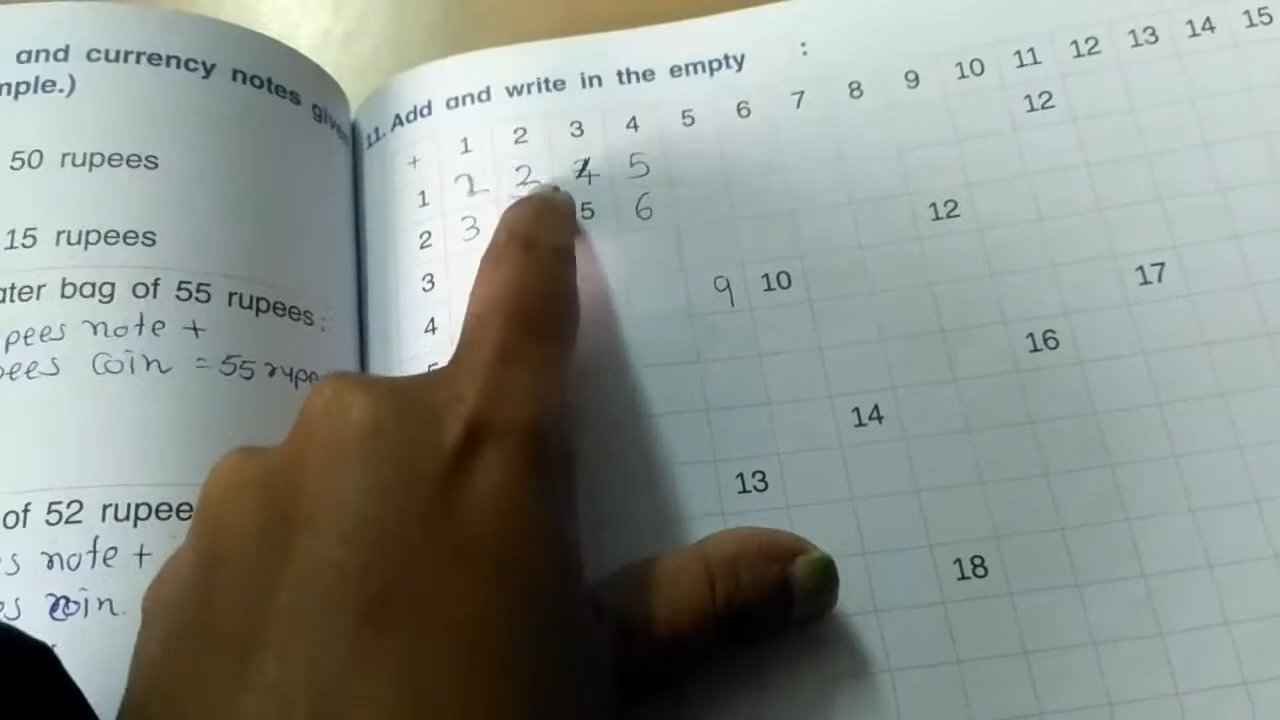 and currency notes
mple.)
50 rupees
15 rupees
ater bag of 55 rupees:
pees note +
ees coin = 55 rupe
of 52 rupee
s note +
es coin.
11. Add and write in the empty :
+ 1 2 3 4 5 6 7 8 9 10 11 12 13 14 15
1 2 2 4 5 12
2 3 5 6 12
3 9 10 17
4 16
14
13
18